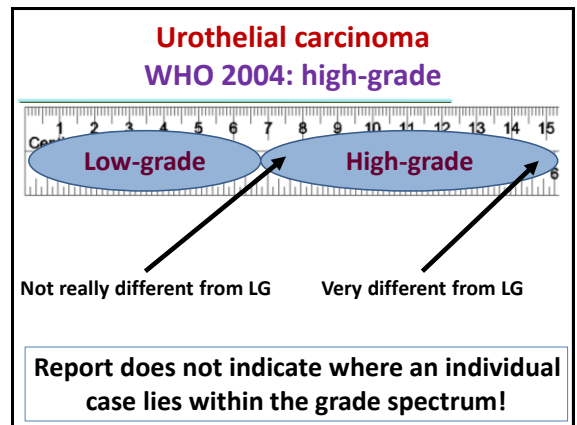 Urothelial carcinoma
WHO 2004: high-grade
1 2 3 4 5 6 7 8 9 10 11 12 13 14 15
Low-grade High-grade
6
Not really different from LG Very different from LG
Report does not indicate where an individual
case lies within the grade spectrum!